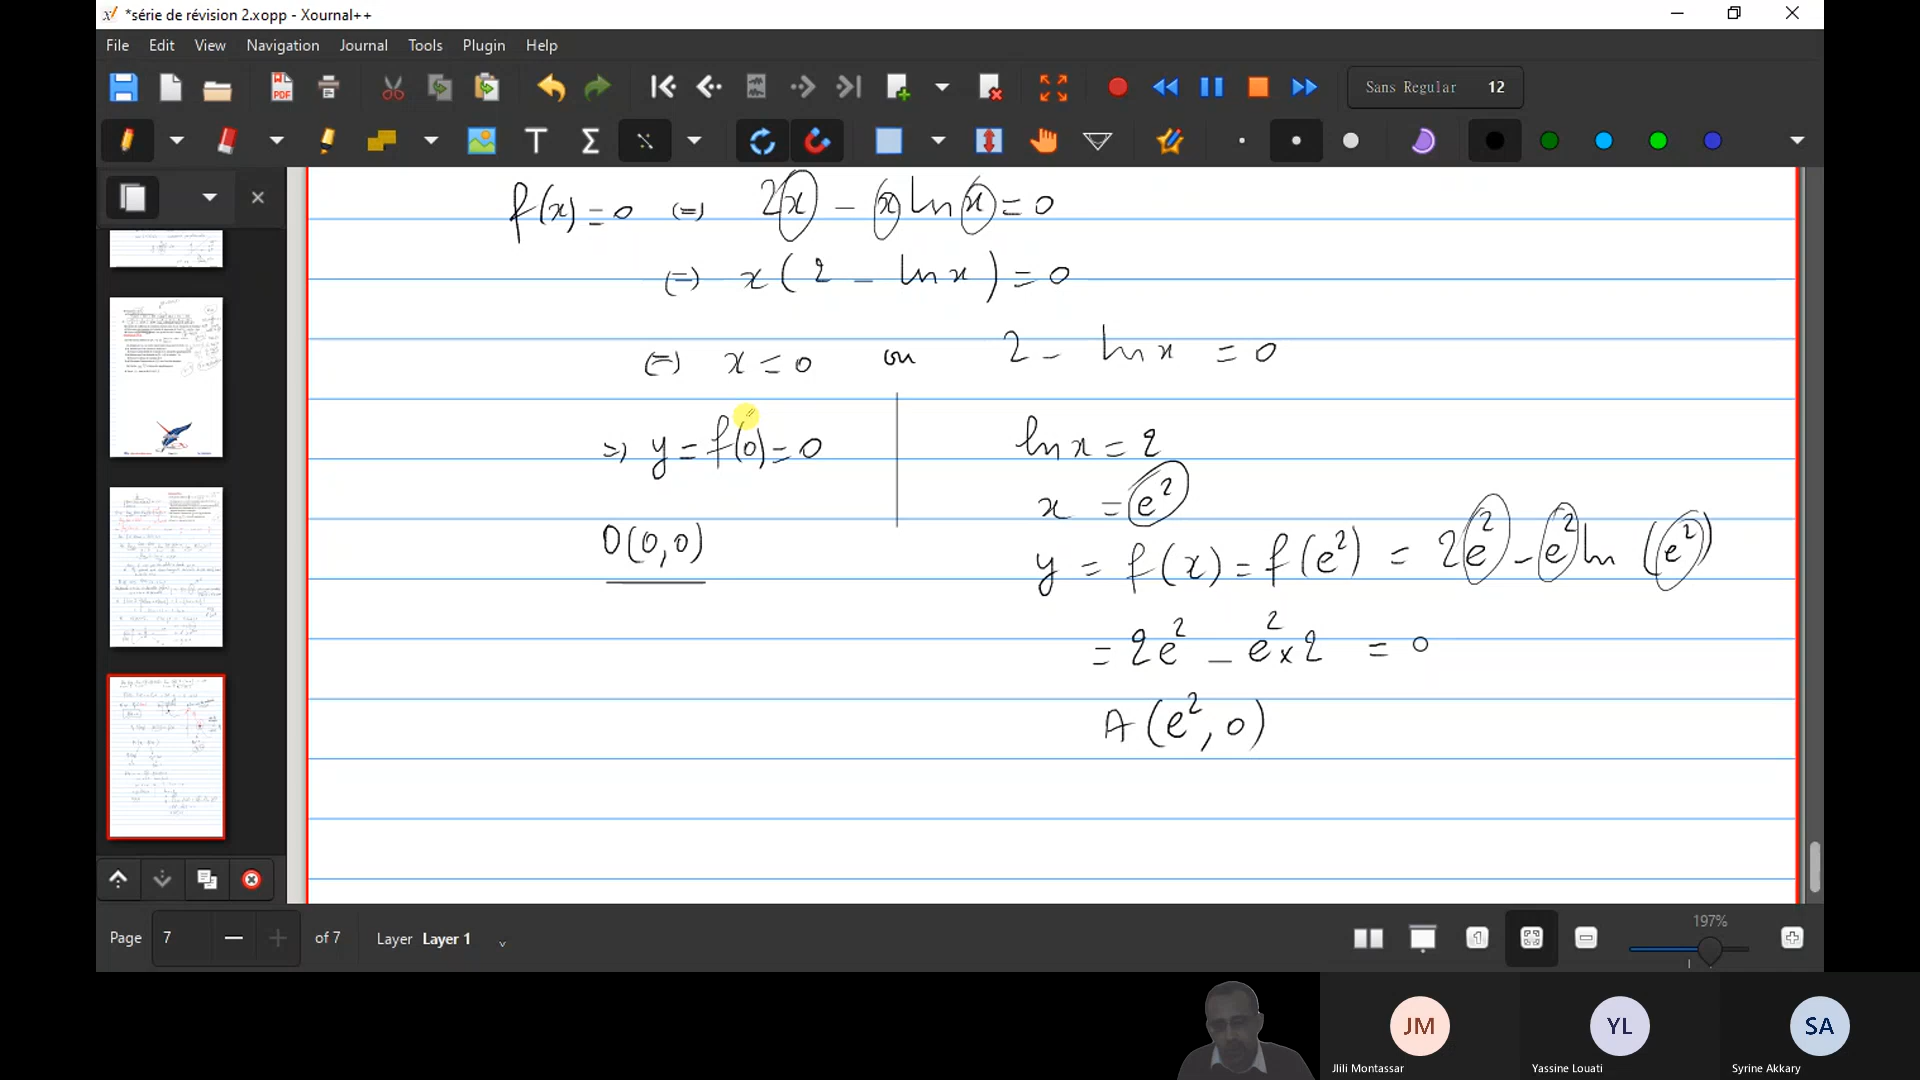 *série de révision 2.xopp - Xournal++
File Edit View Navigation Journal Tools Plugin Help
PDF
Sans Regular 12
T Σ
f(x) = 0 (=) 2x - x ln x = 0
(=) x(2 - ln x) = 0
(=) x = 0 ou 2 - ln x = 0
=> y = f(0) = 0
ln x = 2
x = e²
O(0,0)
y = f(x) = f(e²) = 2e² - e² ln (e²)
= 2e² - e² x 2 = 0
A(e², 0)
Page 7 of 7 Layer Layer 1
197%
JM YL SA
Jlili Montassar Yassine Louati Syrine Akkary